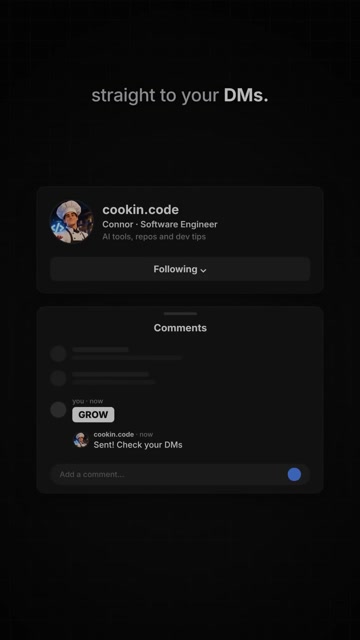 straight to your DMs.
cookin.code
Connor · Software Engineer
AI tools, repos and dev tips
Following
Comments
you · now
GROW
cookin.code · now
Sent! Check your DMs
Add a comment...